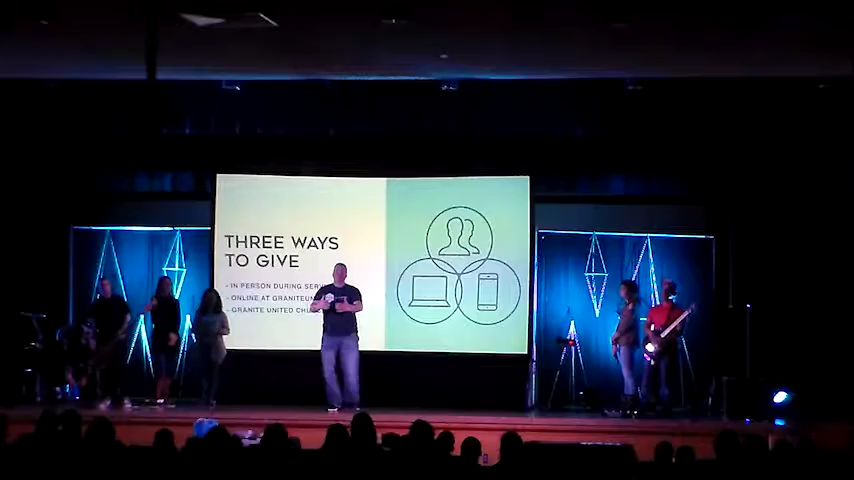 THREE WAYS
TO GIVE
- IN PERSON DURING
- ONLINE AT
- GRANITE UNITED